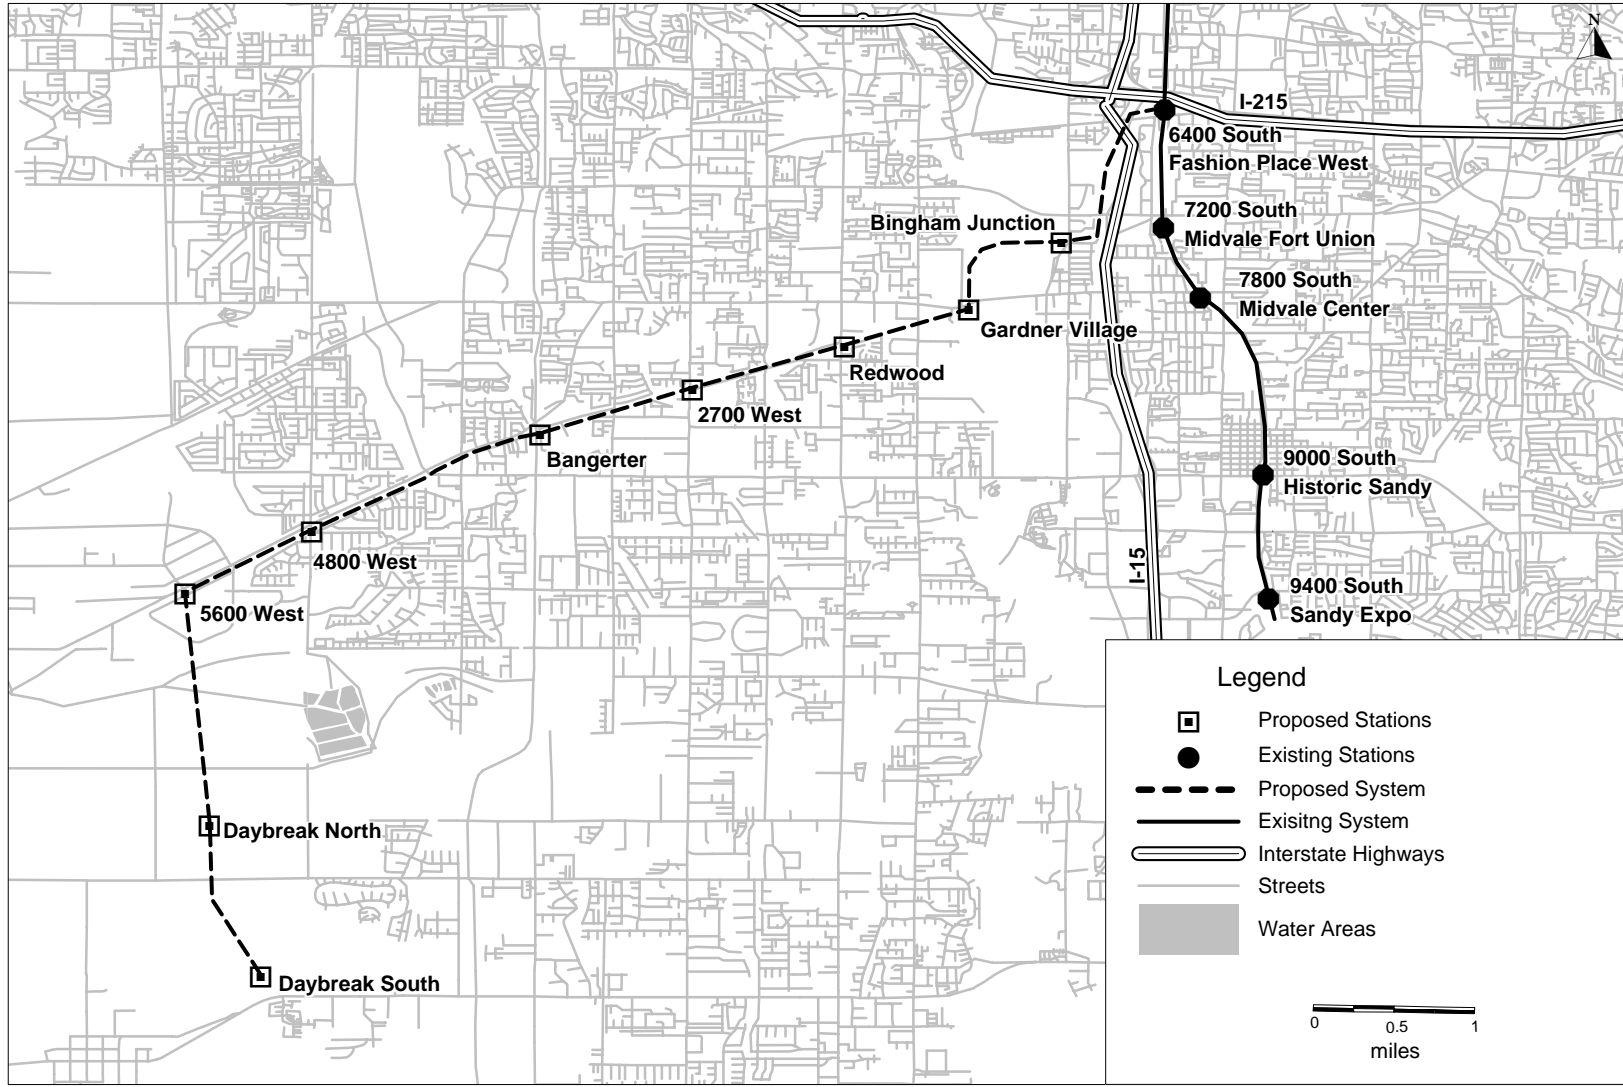 N
I-215
6400 South
Fashion Place West
7200 South
Midvale Fort Union
Bingham Junction
7800 South
Midvale Center
Gardner Village
Redwood
2700 West
Bangerter
9000 South
Historic Sandy
4800 West
I-15
9400 South
Sandy Expo
5600 West
Daybreak North
Daybreak South
Legend
Proposed Stations
Existing Stations
Proposed System
Exisitng System
Interstate Highways
Streets
Water Areas
0 0.5 1
miles